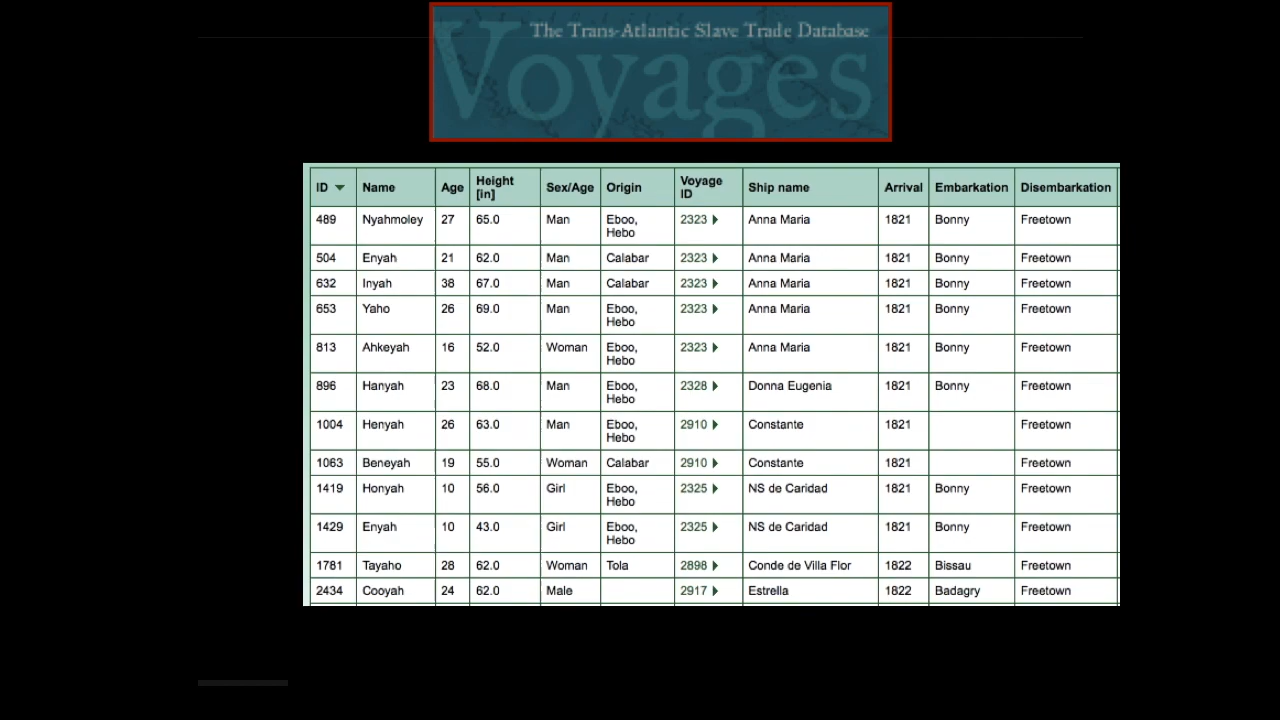 The Trans-Atlantic Slave Trade Database
Voyages
ID Name Age Height [in] Sex/Age Origin Voyage ID Ship name Arrival Embarkation Disembarkation
489 Nyahmoley 27 65.0 Man Eboo, Hebo 2323 Anna Maria 1821 Bonny Freetown
504 Enyah 21 62.0 Man Calabar 2323 Anna Maria 1821 Bonny Freetown
632 Inyah 38 67.0 Man Calabar 2323 Anna Maria 1821 Bonny Freetown
653 Yaho 26 69.0 Man Eboo, Hebo 2323 Anna Maria 1821 Bonny Freetown
813 Ahkeyah 16 52.0 Woman Eboo, Hebo 2323 Anna Maria 1821 Bonny Freetown
896 Hanyah 23 68.0 Man Eboo, Hebo 2328 Donna Eugenia 1821 Bonny Freetown
1004 Henyah 26 63.0 Man Eboo, Hebo 2910 Constante 1821 Freetown
1063 Beneyah 19 55.0 Woman Calabar 2910 Constante 1821 Freetown
1419 Honyah 10 56.0 Girl Eboo, Hebo 2325 NS de Caridad 1821 Bonny Freetown
1429 Enyah 10 43.0 Girl Eboo, Hebo 2325 NS de Caridad 1821 Bonny Freetown
1781 Tayaho 28 62.0 Woman Tola 2898 Conde de Villa Flor 1822 Bissau Freetown
2434 Cooyah 24 62.0 Male 2917 Estrella 1822 Badagry Freetown